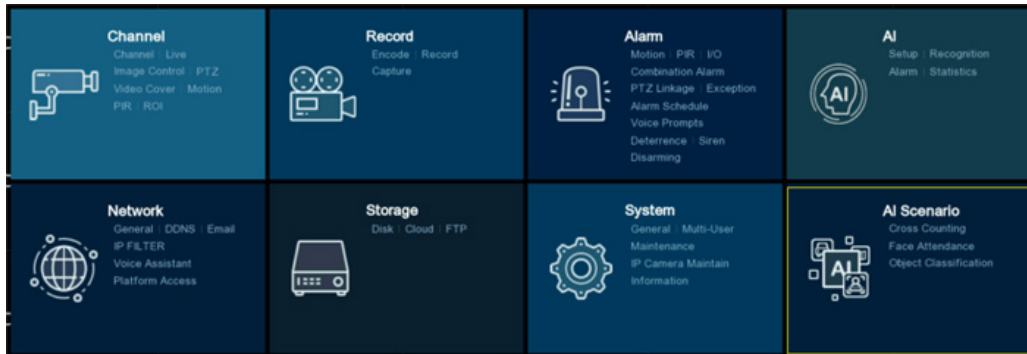 Channel
Channel | Live
Image Control | PTZ
Video Cover | Motion
PIR | ROI
Record
Encode | Record
Capture
Alarm
Motion | PIR | I/O
Combination Alarm
PTZ Linkage | Exception
Alarm Schedule
Voice Prompts
Deterrence | Siren
Disarming
AI
Setup | Recognition
Alarm | Statistics
AI
Network
General | DDNS | Email
IP FILTER
Voice Assistant
Platform Access
Storage
Disk | Cloud | FTP
System
General | Multi-User
Maintenance
IP Camera Maintain
Information
AI Scenario
Cross Counting
Face Attendance
Object Classification
AI